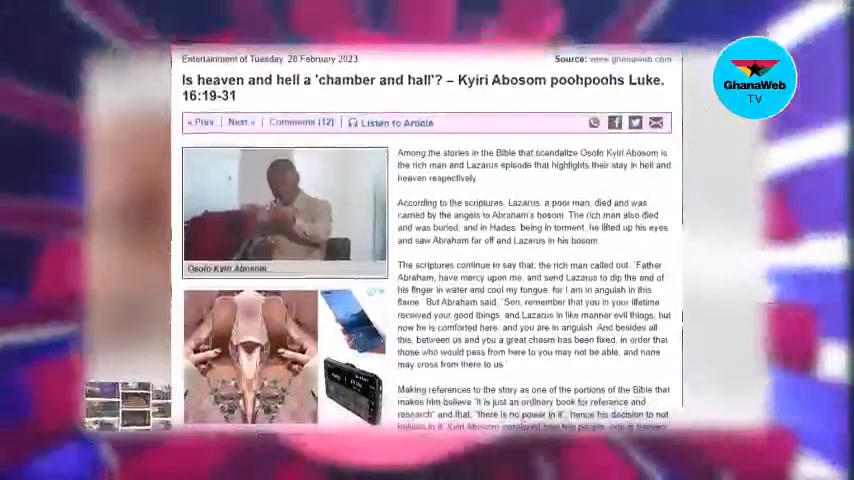 Entertainment of Tuesday, 28 February 2023
Source: www.ghanaweb.com
Is heaven and hell a 'chamber and hall'? – Kyiri Abosom poohpoohs Luke.
16:19-31
« Prev
Next »
Comments (12)
Listen to Article
GhanaWeb
TV
Among the stories in the Bible that scandalize Osofo Kyiri Abosom is
the rich man and Lazarus episode that highlights their stay in hell and
heaven respectively.
According to the scriptures, Lazarus, a poor man, died and was
carried by the angels to Abraham's bosom. The rich man also died
and was buried, and in Hades, being in torment, he lifted up his eyes
and saw Abraham far off and Lazarus in his bosom.
Osofo Kyiri Abosom
The scriptures continue to say that, the rich man called out, 'Father
Abraham, have mercy upon me, and send Lazarus to dip the end of
his finger in water and cool my tongue, for I am in anguish in this
flame.' But Abraham said, 'Son, remember that you in your lifetime
received your good things, and Lazarus in like manner evil things, but
now he is comforted here, and you are in anguish. And besides all
this, between us and you a great chasm has been fixed, in order that
those who would pass from here to you may not be able, and none
may cross from there to us.'
Making references to the story as one of the portions of the Bible that
makes him believe "it is just an ordinary book for reference and
research" and that, "there is no power in it", hence his decision to not